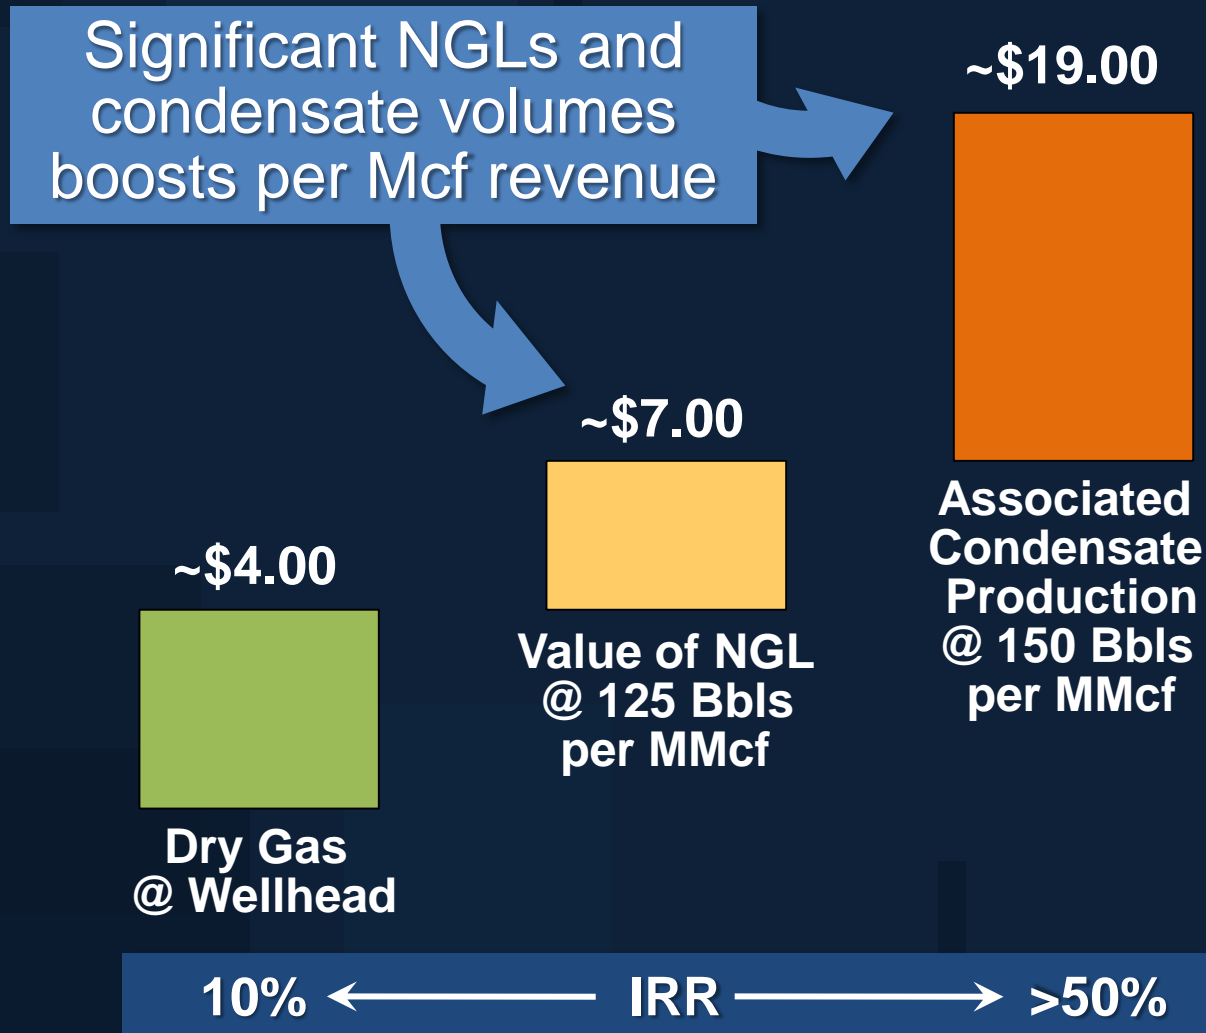 Significant NGLs and
condensate volumes
boosts per Mcf revenue
~$19.00
~$7.00
~$4.00
Associated
Condensate
Production
@ 150 Bbls
per MMcf
Value of NGL
@ 125 Bbls
per MMcf
Dry Gas
@ Wellhead
10% IRR >50%